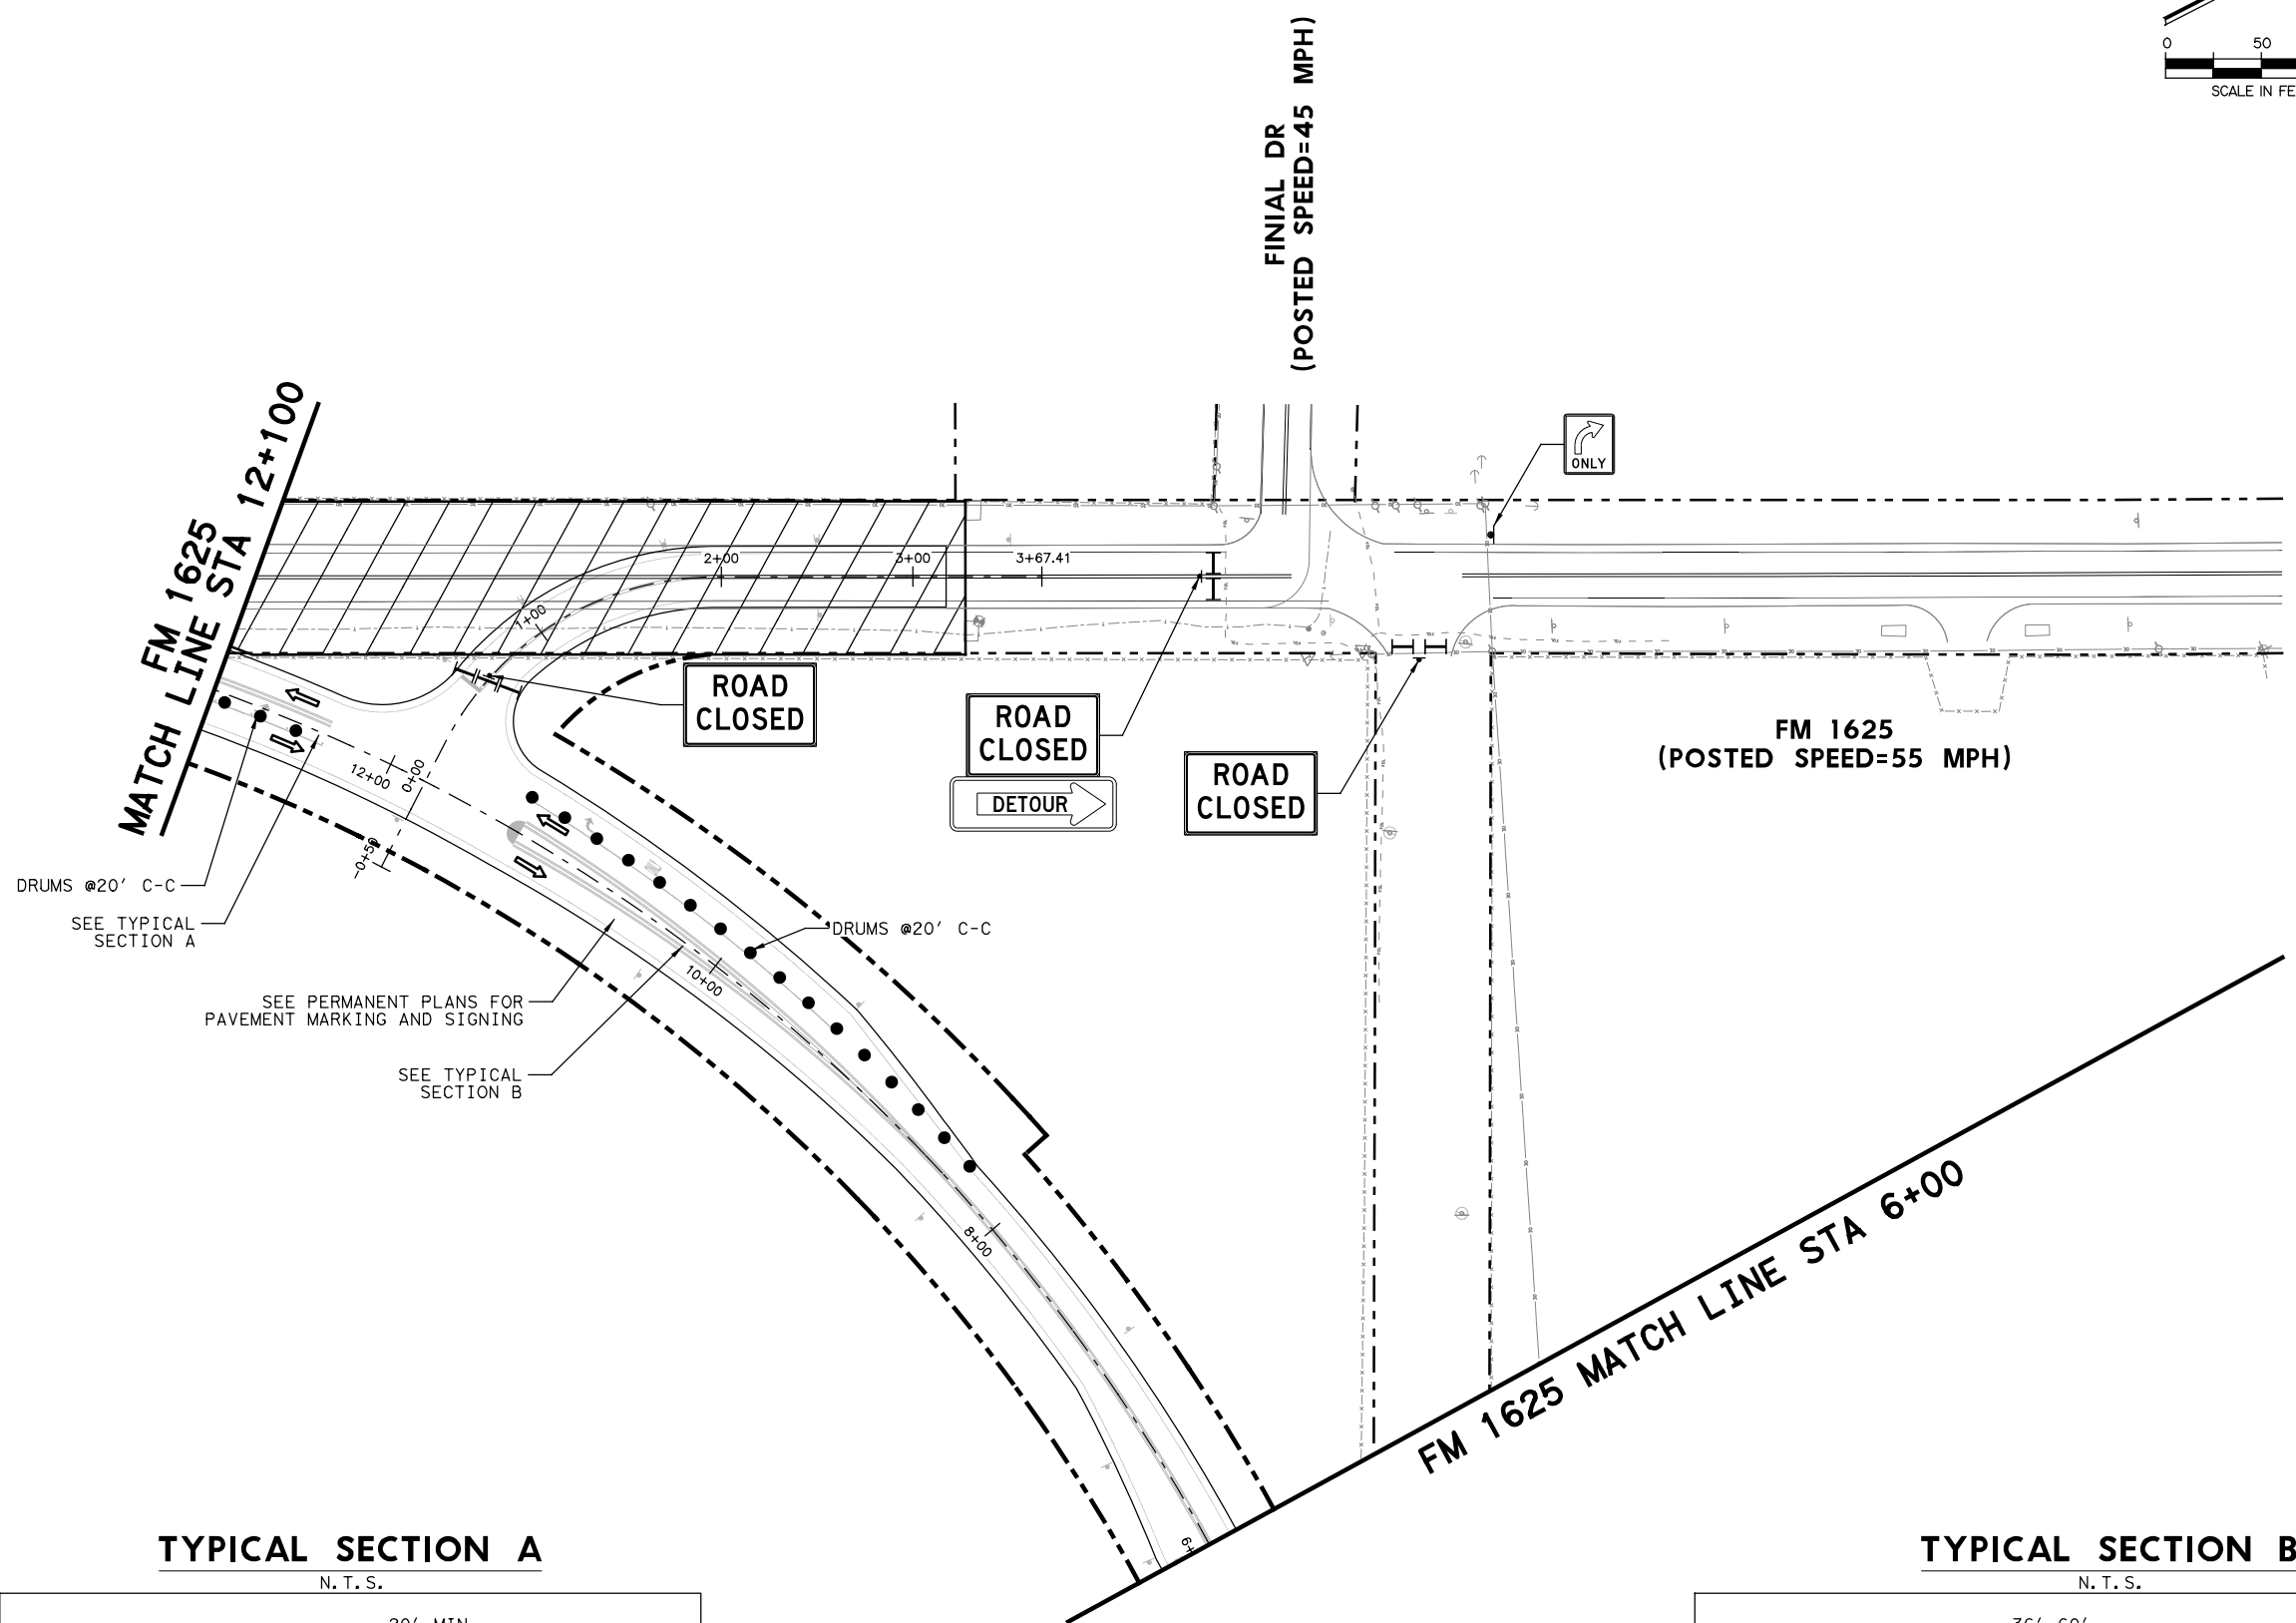 0 50
FINIAL DR
(POSTED SPEED=45 MPH)
FM 1625
MATCH LINE STA 12+100
ONLY
1+00
2+00
3+00
3+67.41
ROAD
CLOSED
ROAD
CLOSED
DETOUR
ROAD
CLOSED
FM 1625
(POSTED SPEED=55 MPH)
12+00
0+00
-0+50
DRUMS @20' C-C
SEE TYPICAL
SECTION A
DRUMS @20' C-C
10+00
SEE PERMANENT PLANS FOR
PAVEMENT MARKING AND SIGNING
SEE TYPICAL
SECTION B
8+00
FM 1625 MATCH LINE STA 6+00
TYPICAL SECTION A
N.T.S.
TYPICAL SECTION B
N.T.S.
SCALE IN